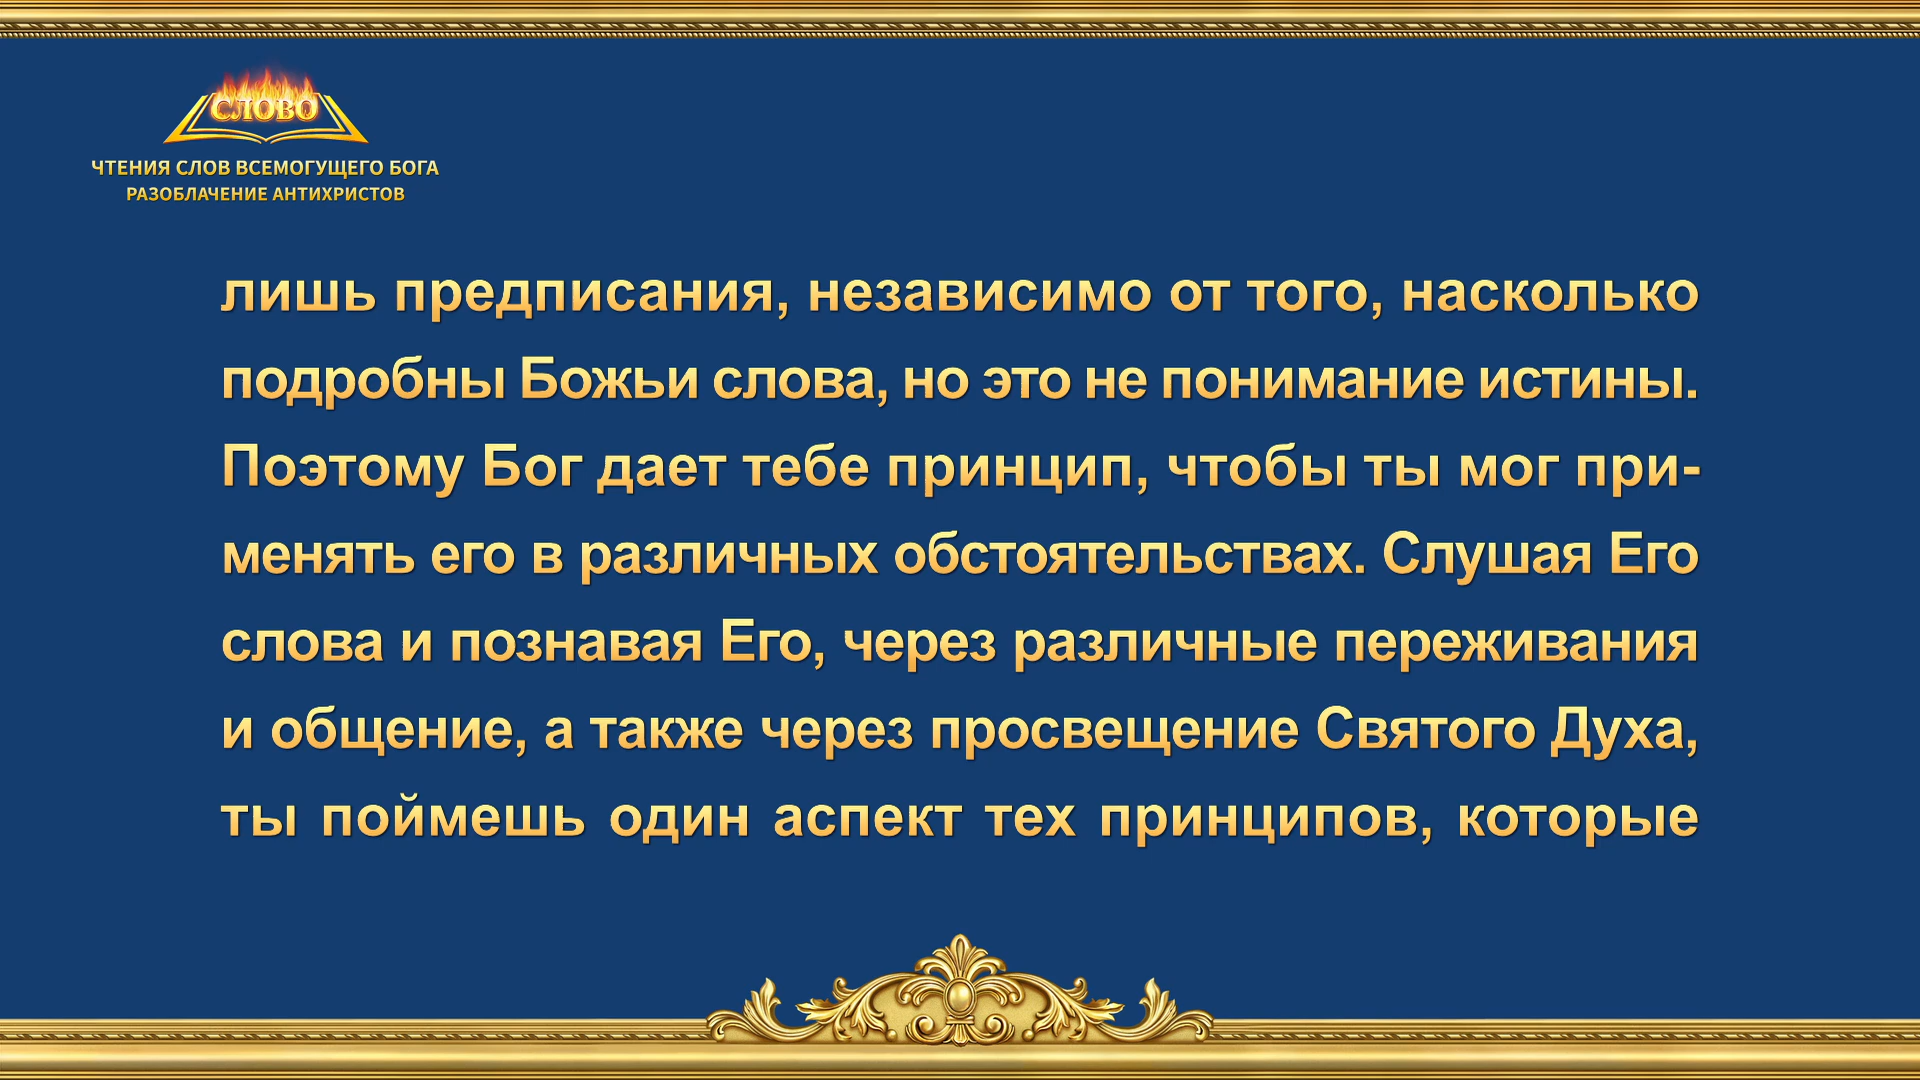 СЛОВО
ЧТЕНИЯ СЛОВ ВСЕМОГУЩЕГО БОГА
РАЗОБЛАЧЕНИЕ АНТИХРИСТОВ
лишь предписания, независимо от того, насколько
подробны Божьи слова, но это не понимание истины.
Поэтому Бог дает тебе принцип, чтобы ты мог при-
менять его в различных обстоятельствах. Слушая Его
слова и познавая Его, через различные переживания
и общение, а также через просвещение Святого Духа,
ты поймешь один аспект тех принципов, которые